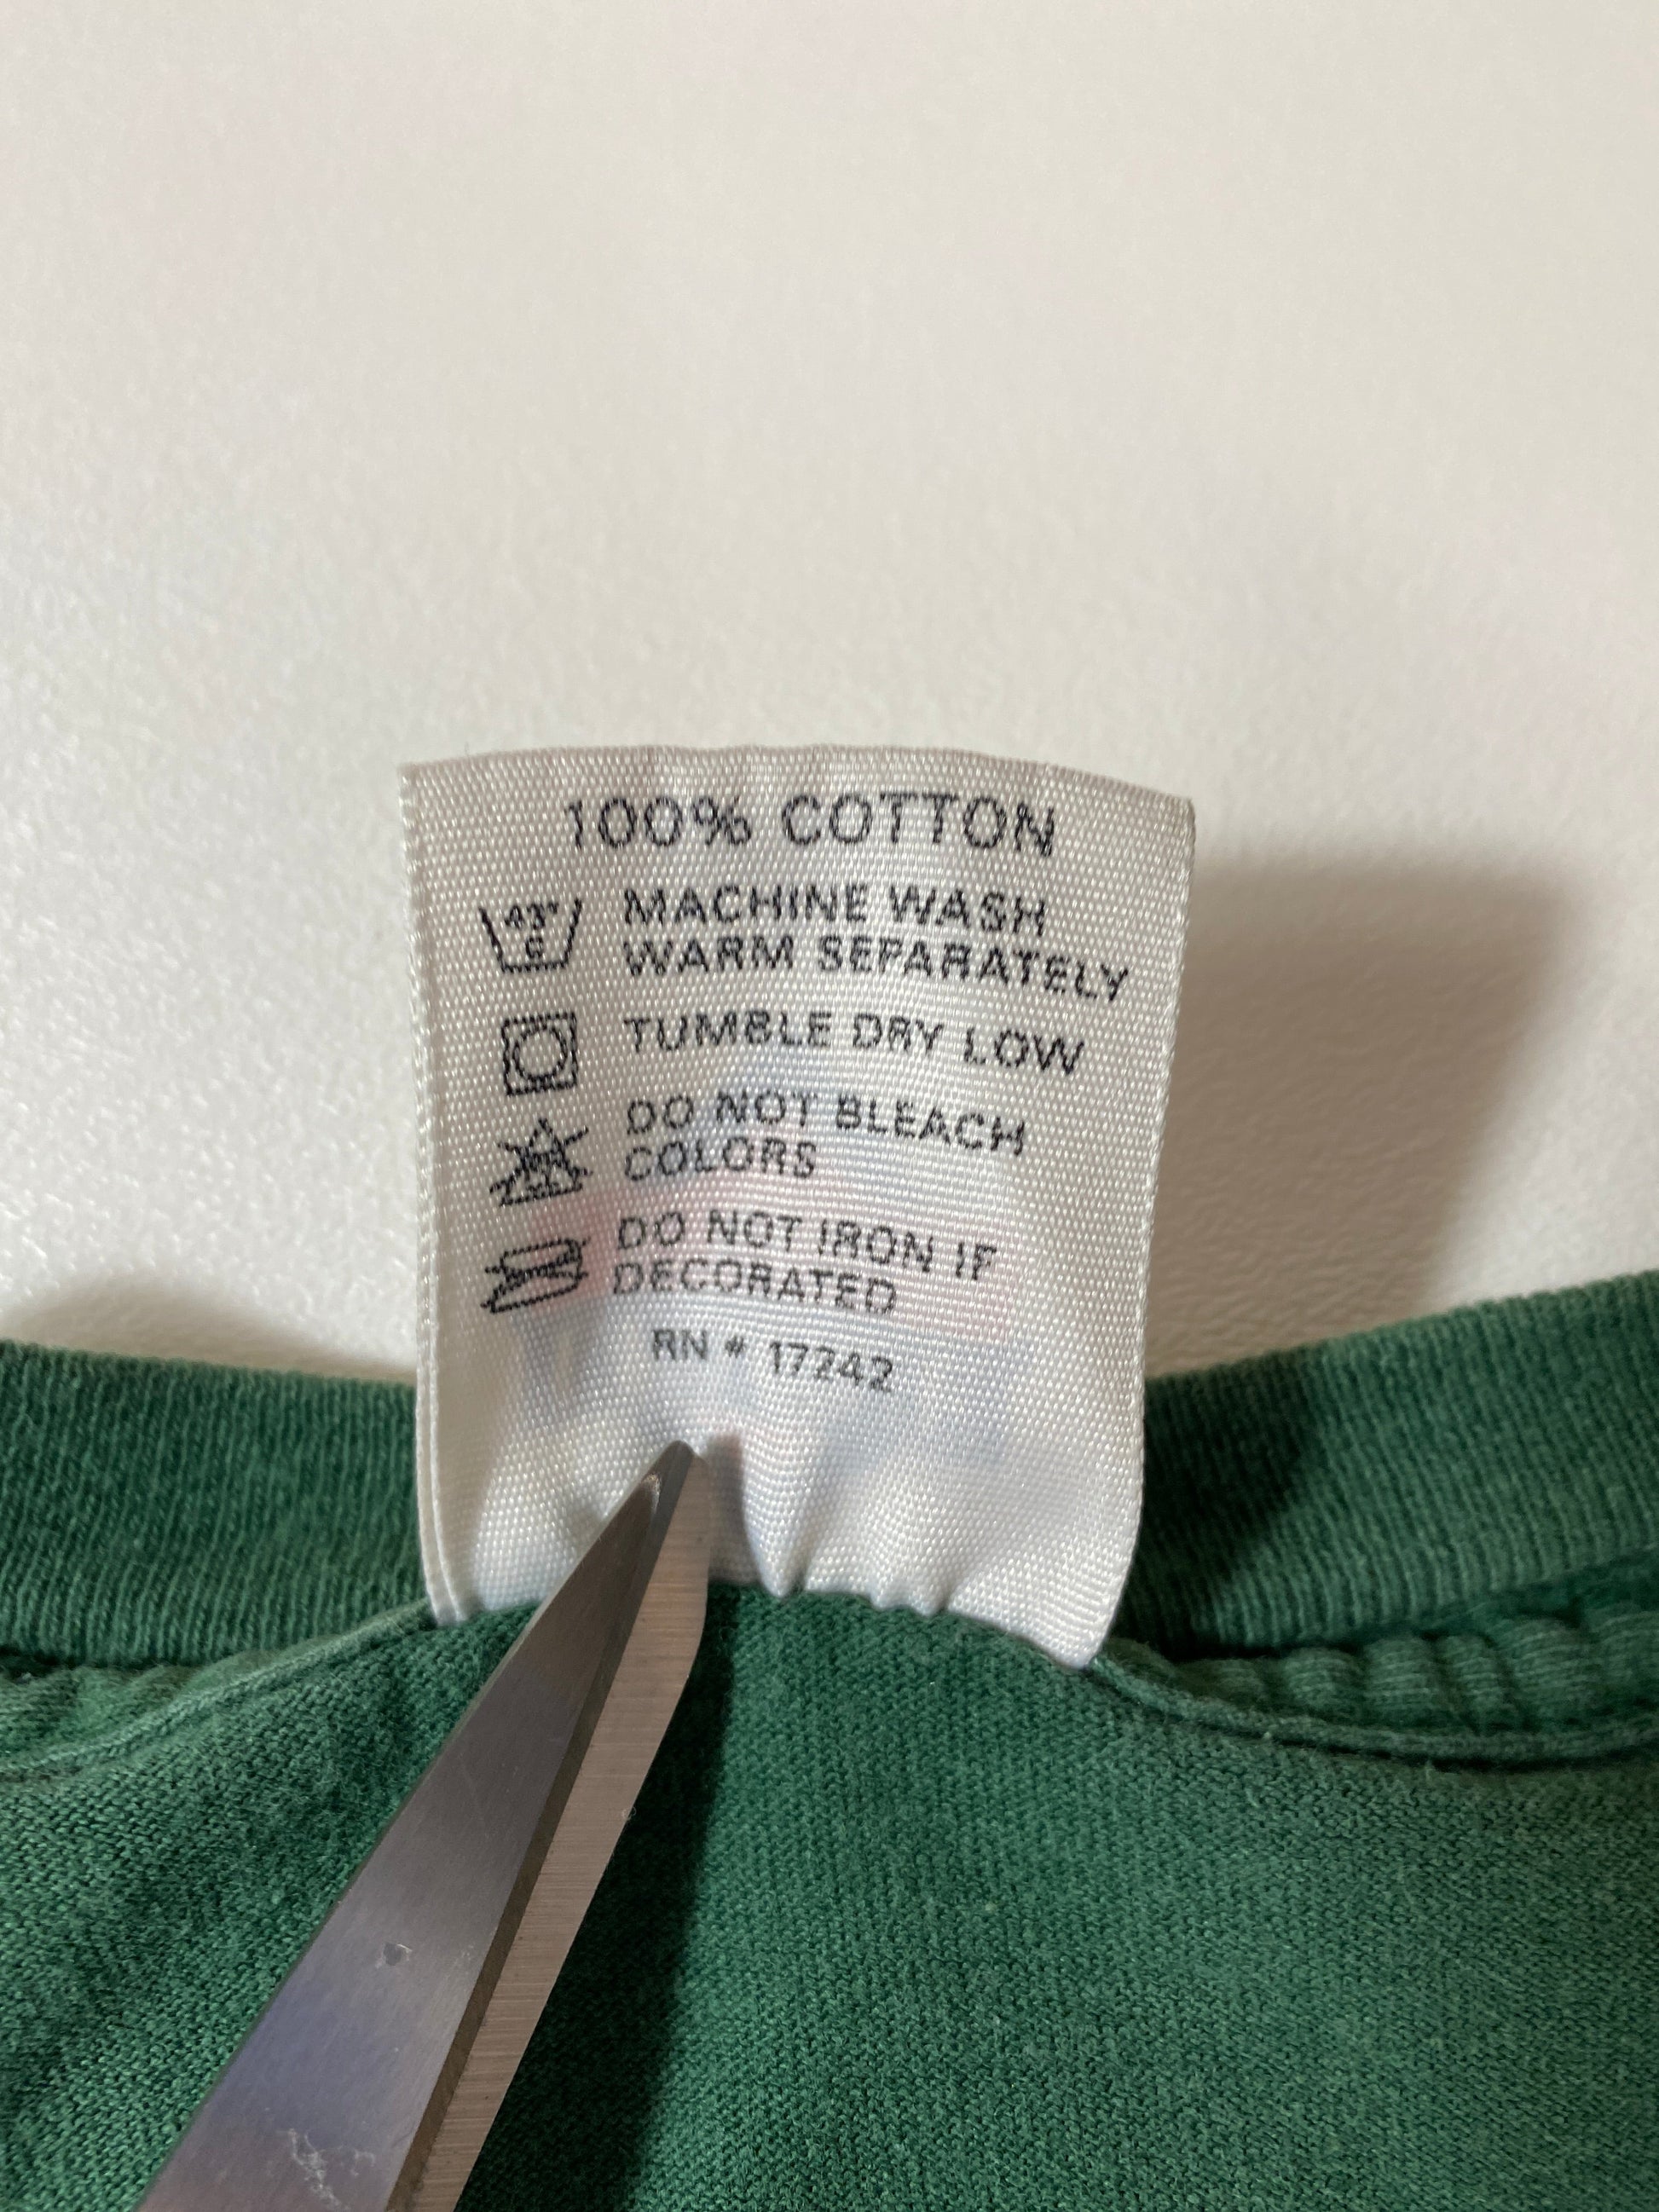 100% COTTON
43°
C
MACHINE WASH
WARM SEPARATELY
TUMBLE DRY LOW
DO NOT BLEACH
COLORS
DO NOT IRON IF
DECORATED
RN # 17242